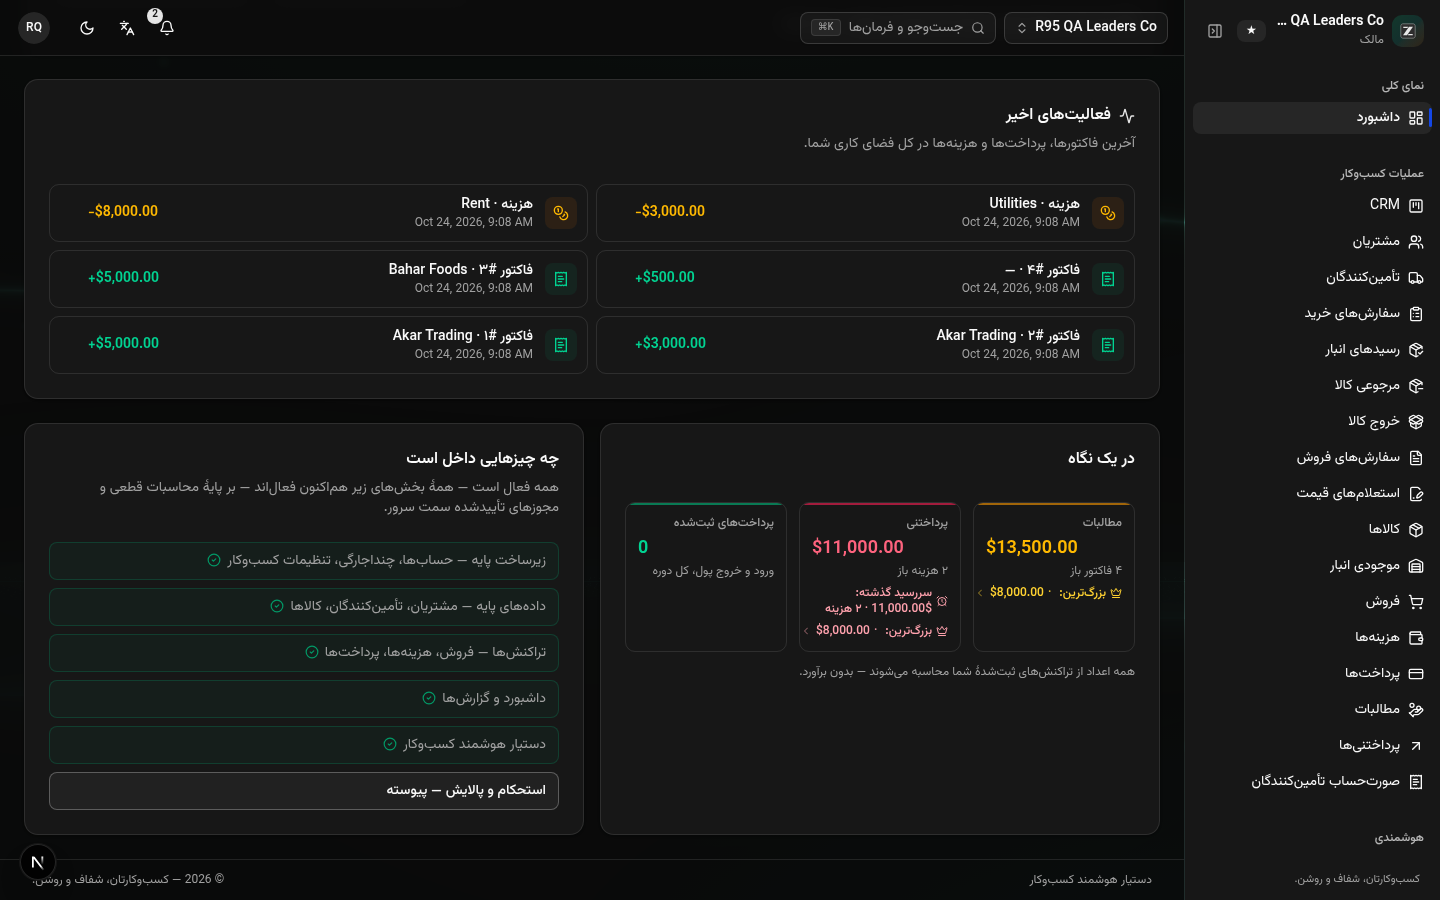 ... QA Leaders Co
مالک
★
R95 QA Leaders Co
جست‌وجو و فرمان‌ها
⌘K
2
RQ
نمای کلی
داشبورد
عملیات کسب‌وکار
CRM
مشتریان
تأمین‌کنندگان
سفارش‌های خرید
رسیدهای انبار
مرجوعی کالا
خروج کالا
سفارش‌های فروش
استعلام‌های قیمت
کالاها
موجودی انبار
فروش
هزینه‌ها
پرداخت‌ها
مطالبات
پرداختنی‌ها
صورت‌حساب تأمین‌کنندگان
هوشمندی
کسب‌وکارتان، شفاف و روشن.
فعالیت‌های اخیر
آخرین فاکتورها، پرداخت‌ها و هزینه‌ها در کل فضای کاری شما.
هزینه · Utilities
Oct 24, 2026, 9:08 AM
-$3,000.00
هزینه · Rent
Oct 24, 2026, 9:08 AM
-$8,000.00
فاکتور #۴ · —
Oct 24, 2026, 9:08 AM
+$500.00
فاکتور #۳ · Bahar Foods
Oct 24, 2026, 9:08 AM
+$5,000.00
فاکتور #۲ · Akar Trading
Oct 24, 2026, 9:08 AM
+$3,000.00
فاکتور #۱ · Akar Trading
Oct 24, 2026, 9:08 AM
+$5,000.00
در یک نگاه
مطالبات
$13,500.00
۴ فاکتور باز
بزرگ‌ترین: · $8,000.00
پرداختنی
$11,000.00
۲ هزینه باز
سررسید گذشته:
11,000.00$ · ۲ هزینه
بزرگ‌ترین: · $8,000.00
پرداخت‌های ثبت‌شده
0
ورود و خروج پول، کل دوره
همه اعداد از تراکنش‌های ثبت‌شدهٔ شما محاسبه می‌شوند — بدون برآورد.
چه چیزهایی داخل است
همه فعال است — همهٔ بخش‌های زیر هم‌اکنون فعال‌اند — بر پایهٔ محاسبات قطعی و
مجوزهای تأییدشده سمت سرور.
زیرساخت پایه — حساب‌ها، چنداجارگی، تنظیمات کسب‌وکار
داده‌های پایه — مشتریان، تأمین‌کنندگان، کالاها
تراکنش‌ها — فروش، هزینه‌ها، پرداخت‌ها
داشبورد و گزارش‌ها
دستیار هوشمند کسب‌وکار
استحکام و پالایش — پیوسته
دستیار هوشمند کسب‌وکار
© 2026 — کسب‌وکارتان، شفاف و روشن.